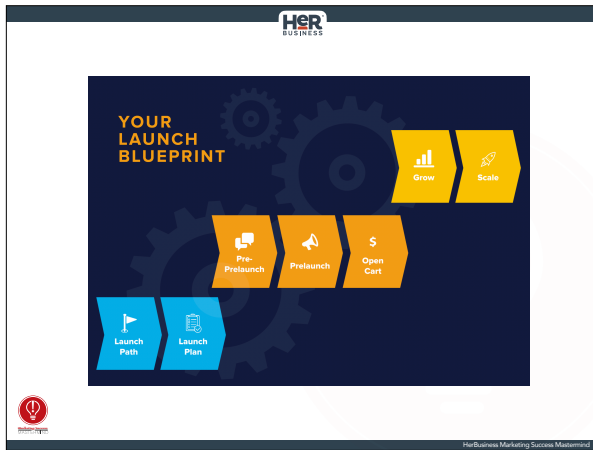 HER
BUSINESS
YOUR
LAUNCH
BLUEPRINT
Grow
Scale
Pre-
Prelaunch
Prelaunch
$
Open
Cart
Launch
Path
Launch
Plan
HerBusiness Marketing Success Mastermind